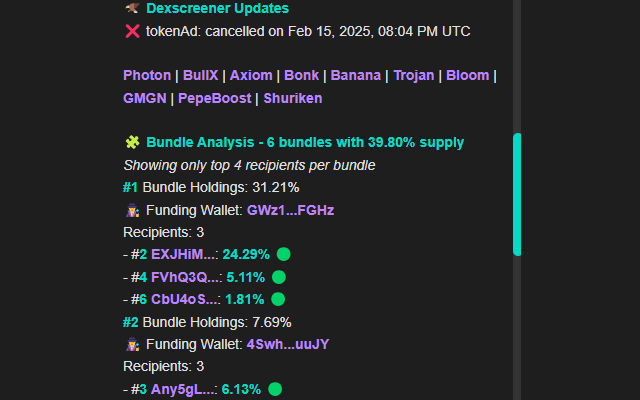 Dexscreener Updates
❌ tokenAd: cancelled on Feb 15, 2025, 08:04 PM UTC
Photon | BullX | Axiom | Bonk | Banana | Trojan | Bloom |
GMGN | PepeBoost | Shuriken
🧩 Bundle Analysis - 6 bundles with 39.80% supply
Showing only top 4 recipients per bundle
#1 Bundle Holdings: 31.21%
Funding Wallet: GWz1...FGHz
Recipients: 3
- #2 EXJHiM...: 24.29% 🟢
- #4 FVhQ3Q...: 5.11% 🟢
- #6 CbU4oS...: 1.81% 🟢
#2 Bundle Holdings: 7.69%
Funding Wallet: 4Swh...uuJY
Recipients: 3
- #3 Any5gL...: 6.13% 🟢